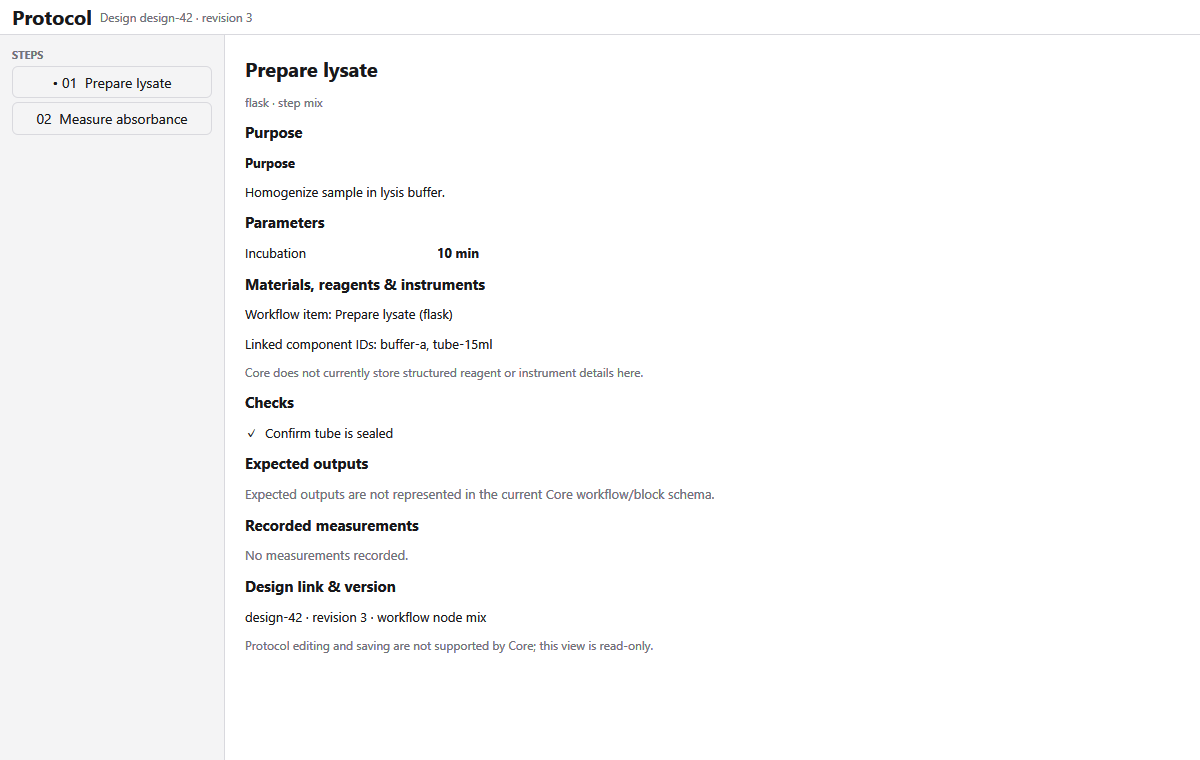 Protocol Design design-42 · revision 3
STEPS
• 01 Prepare lysate
02 Measure absorbance
Prepare lysate
flask · step mix
Purpose
Purpose
Homogenize sample in lysis buffer.
Parameters
Incubation 10 min
Materials, reagents & instruments
Workflow item: Prepare lysate (flask)
Linked component IDs: buffer-a, tube-15ml
Core does not currently store structured reagent or instrument details here.
Checks
✓ Confirm tube is sealed
Expected outputs
Expected outputs are not represented in the current Core workflow/block schema.
Recorded measurements
No measurements recorded.
Design link & version
design-42 · revision 3 · workflow node mix
Protocol editing and saving are not supported by Core; this view is read-only.